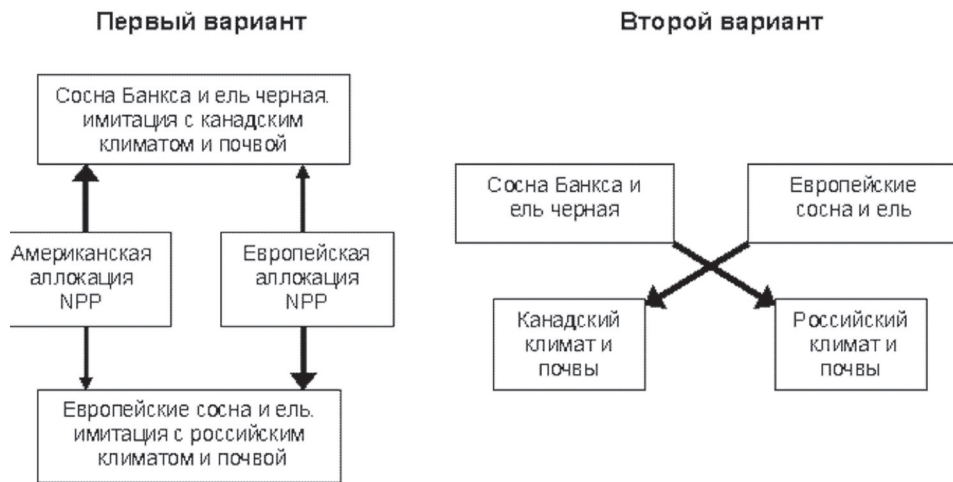 Первый вариант
Сосна Банкса и ель черная.
имитация с канадским
климатом и почвой
Американская
аллокация
NPP
Европейская
аллокация
NPP
Европейские сосна и ель.
имитация с российским
климатом и почвой
Второй вариант
Сосна Банкса и
ель черная
Европейские
сосна и ель
Канадский
климат и
почвы
Российский
климат и
почвы